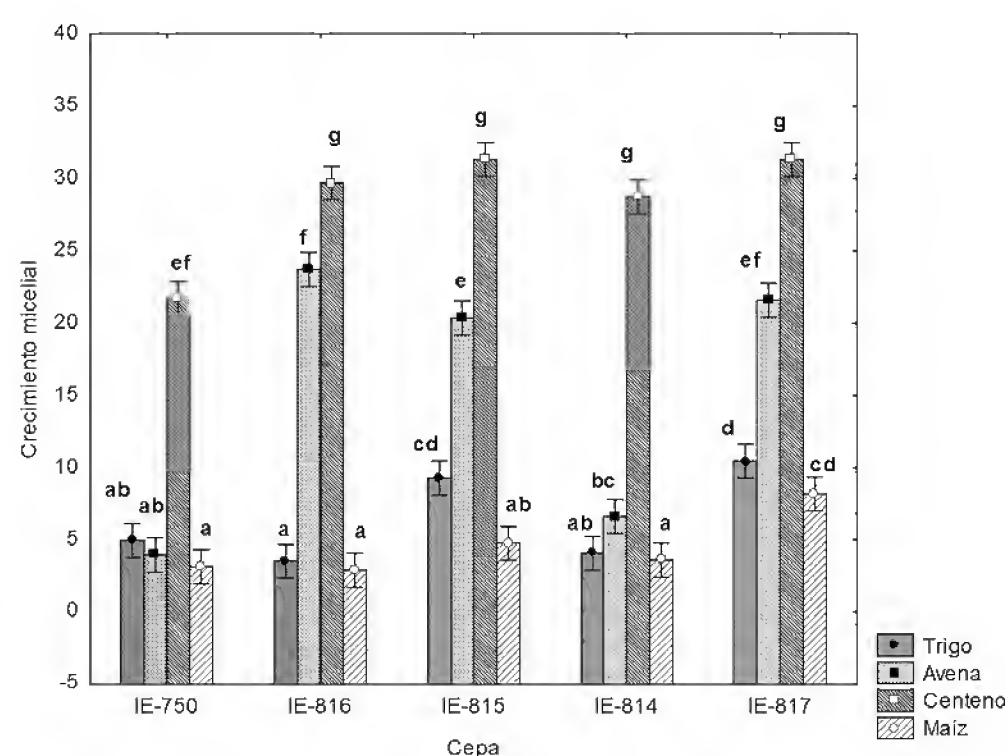 40
35
30
25
20
15
10
5
0
-5
Crecimiento micelial
ab
ab
ef
a
a
f
g
a
cd
e
g
ab
ab
bc
g
a
d
ef
g
cd
IE-750
IE-816
IE-815
IE-814
IE-817
Cepa
Trigo
Avena
Centeno
Maíz